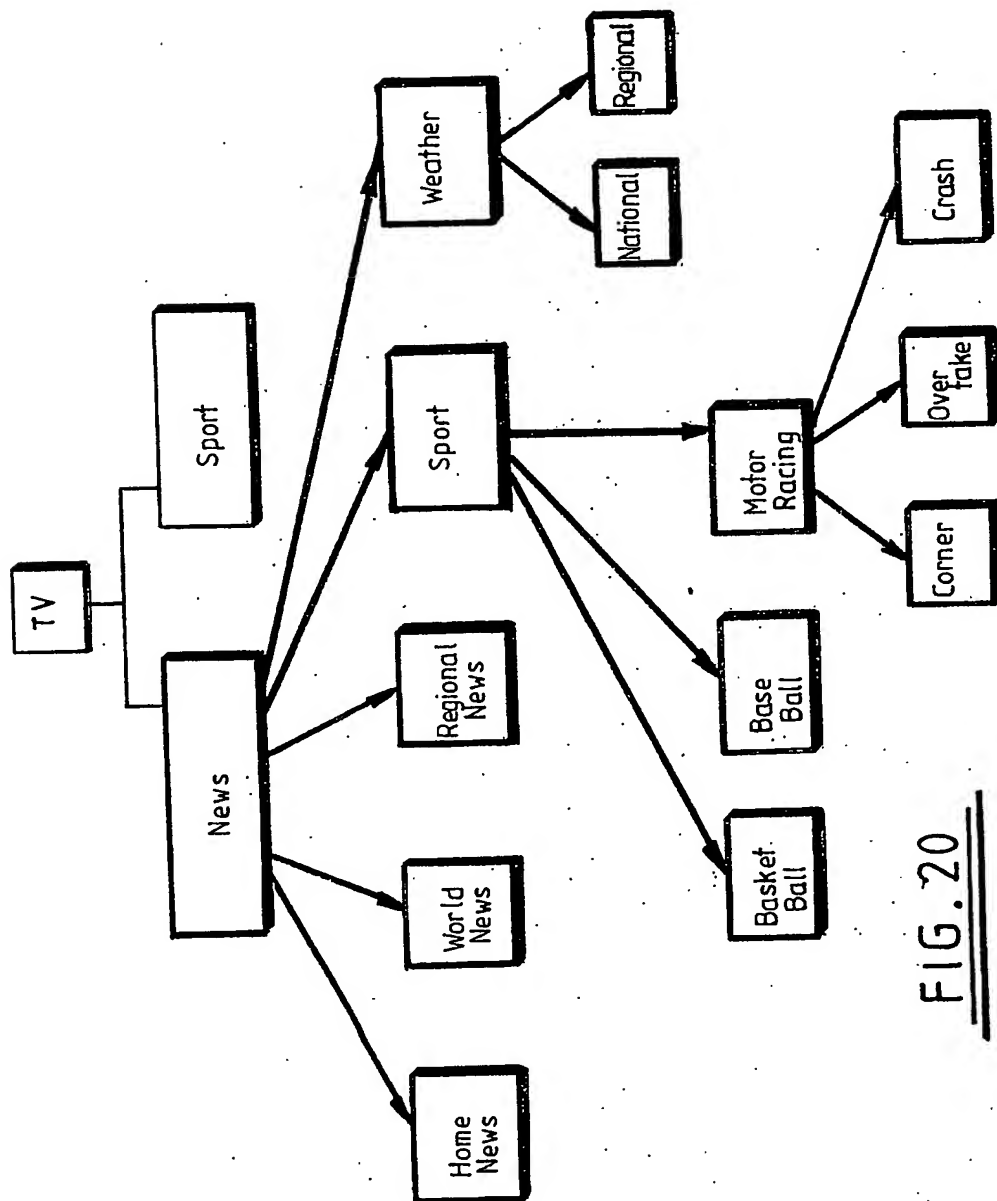 TV
News
Sport
Home
News
World
News
Regional
News
Sport
Weather
National
Regional
Basket
Ball
Base
Ball
Motor
Racing
Corner
Over
take
Crash
FIG. 20